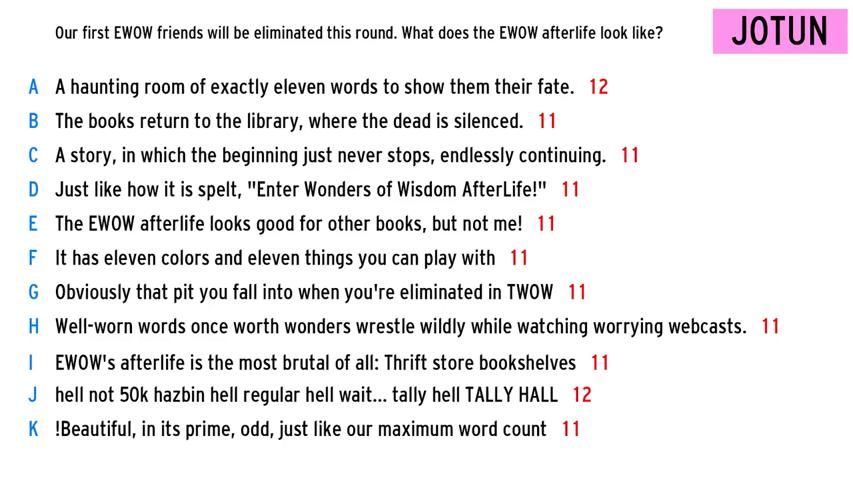 Our first EWOW friends will be eliminated this round. What does the EWOW afterlife look like?
JOTUN
A A haunting room of exactly eleven words to show them their fate. 12
B The books return to the library, where the dead is silenced. 11
C A story, in which the beginning just never stops, endlessly continuing. 11
D Just like how it is spelt, "Enter Wonders of Wisdom AfterLife!" 11
E The EWOW afterlife looks good for other books, but not me! 11
F It has eleven colors and eleven things you can play with 11
G Obviously that pit you fall into when you're eliminated in TWOW 11
H Well-worn words once worth wonders wrestle wildly while watching worrying webcasts. 11
I EWOW's afterlife is the most brutal of all: Thrift store bookshelves 11
J hell not 50k hazbin hell regular hell wait... tally hell TALLY HALL 12
K !Beautiful, in its prime, odd, just like our maximum word count 11